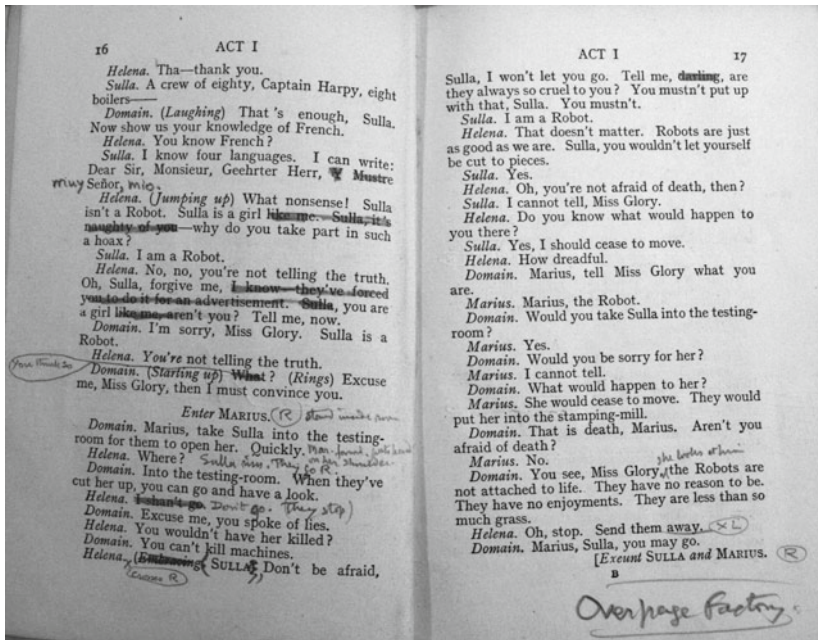 16 ACT I
Helena. Tha—thank you.
Sulla. A crew of eighty, Captain Harpy, eight
boilers——
Domain. (Laughing) That's enough, Sulla.
Now show us your knowledge of French.
Helena. You know French?
Sulla. I know four languages. I can write:
Dear Sir, Monsieur, Geehrter Herr, Mustre
muy Señor, mio.
Helena. (Jumping up) What nonsense! Sulla
isn't a Robot. Sulla is a girl like me. Sulla, it's
naughty of you—why do you take part in such
a hoax?
Sulla. I am a Robot.
Helena. No, no, you're not telling the truth.
Oh, Sulla, forgive me, I know—they've forced
you to do it for an advertisement. Sulla, you are
a girl like me, aren't you? Tell me, now.
Domain. I'm sorry, Miss Glory. Sulla is a
Robot.
Helena. You're not telling the truth.
you think so
Domain. (Starting up) What? (Rings) Excuse
me, Miss Glory, then I must convince you.
Enter MARIUS. R stand inside
Domain. Marius, take Sulla into the testing-
room for them to open her. Quickly.
Helena. Where? Sulla They go R.
on her shoulder
Domain. Into the testing-room. When they've
cut her up, you can go and have a look.
Helena. I shan't go. Don't go. (They stop)
Domain. Excuse me, you spoke of lies.
Helena. You wouldn't have her killed?
Domain. You can't kill machines.
Helena. (Embracing SULLA) Don't be afraid,
crosses R
ACT I 17
Sulla, I won't let you go. Tell me, darling, are
they always so cruel to you? You mustn't put up
with that, Sulla. You mustn't.
Sulla. I am a Robot.
Helena. That doesn't matter. Robots are just
as good as we are. Sulla, you wouldn't let yourself
be cut to pieces.
Sulla. Yes.
Helena. Oh, you're not afraid of death, then?
Sulla. I cannot tell, Miss Glory.
Helena. Do you know what would happen to
you there?
Sulla. Yes, I should cease to move.
Helena. How dreadful.
Domain. Marius, tell Miss Glory what you
are.
Marius. Marius, the Robot.
Domain. Would you take Sulla into the testing-
room?
Marius. Yes.
Domain. Would you be sorry for her?
Marius. I cannot tell.
Domain. What would happen to her?
Marius. She would cease to move. They would
put her into the stamping-mill.
Domain. That is death, Marius. Aren't you
afraid of death?
Marius. No.
she looks at him
Domain. You see, Miss Glory, the Robots are
not attached to life. They have no reason to be.
They have no enjoyments. They are less than so
much grass.
Helena. Oh, stop. Send them away. XL
Domain. Marius, Sulla, you may go.
[Exeunt SULLA and MARIUS. R
B
Overpage Factory.